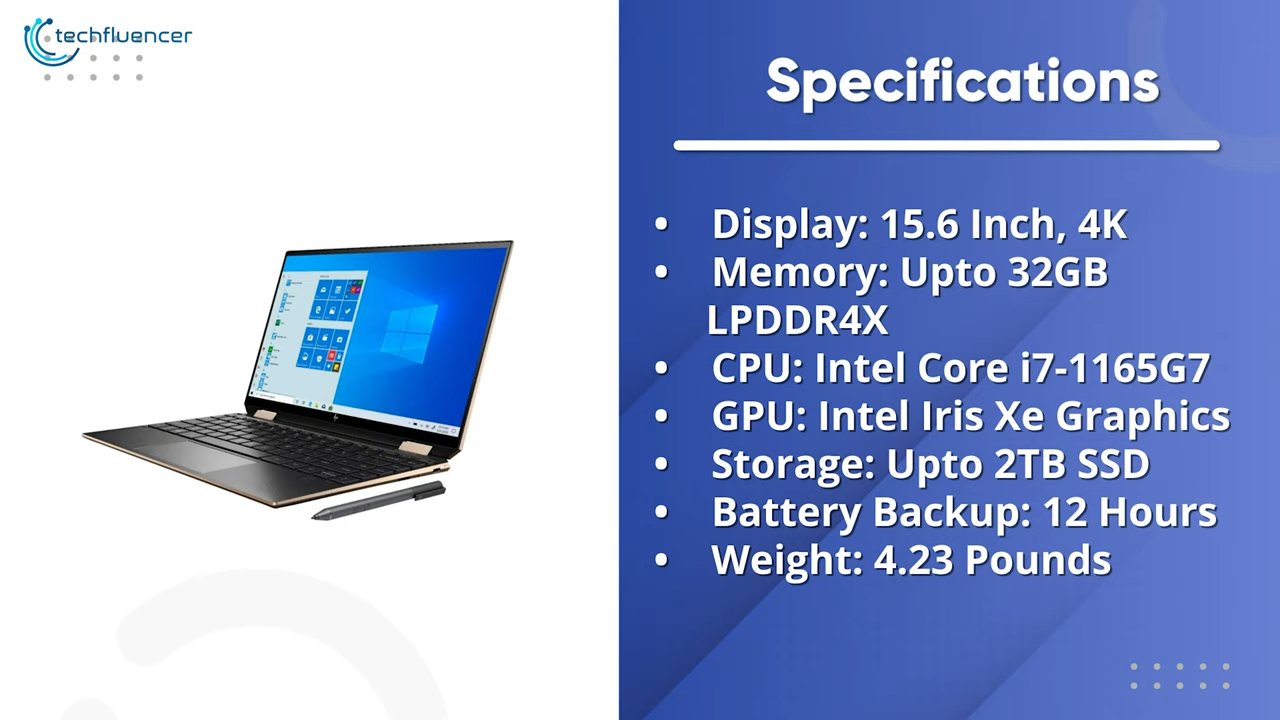 techfluencer
Specifications
• Display: 15.6 Inch, 4K
• Memory: Upto 32GB
LPDDR4X
• CPU: Intel Core i7-1165G7
• GPU: Intel Iris Xe Graphics
• Storage: Upto 2TB SSD
• Battery Backup: 12 Hours
• Weight: 4.23 Pounds